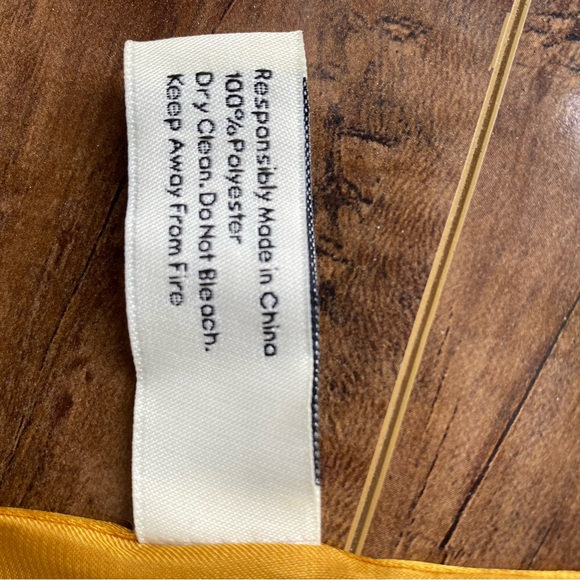 Responsibly Made in China
100% Polyester
Dry Clean. Do Not Bleach.
Keep Away From Fire